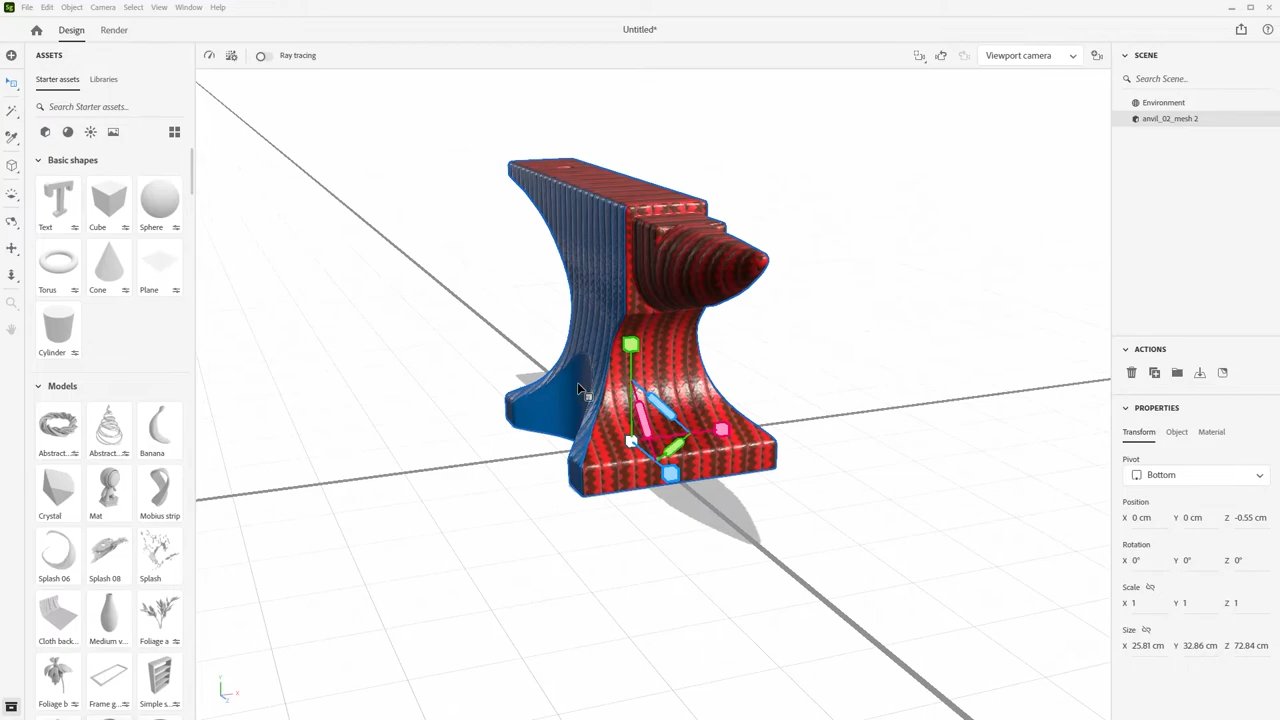 Sg File Edit Object Camera Select View Window Help
Design Render Untitled*
ASSETS
Starter assets Libraries
Search Starter assets...
Basic shapes
Text Cube Sphere
Torus Cone Plane
Cylinder
Models
Abstract... Abstract... Banana
Crystal Mat Mobius strip
Splash 06 Splash 08 Splash
Cloth back... Medium v... Foliage a
Foliage b Frame g... Simple s...
Ray tracing
Viewport camera
Y
X
Z
SCENE
Search Scene...
Environment
anvil_02_mesh 2
ACTIONS
PROPERTIES
Transform Object Material
Pivot
Bottom
Position
X 0 cm Y 0 cm Z -0.55 cm
Rotation
X 0° Y 0° Z 0°
Scale
X 1 Y 1 Z 1
Size
X 25.81 cm Y 32.86 cm Z 72.84 cm